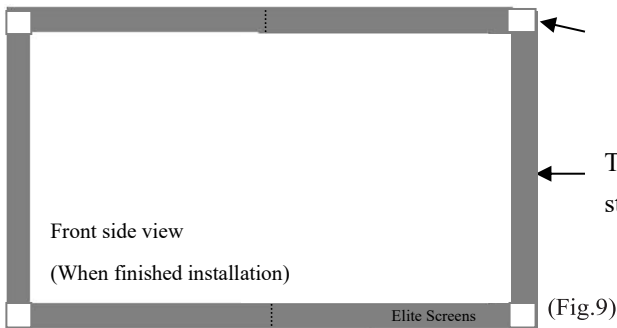 Front side view
(When finished installation)
Elite Screens
(Fig.9)